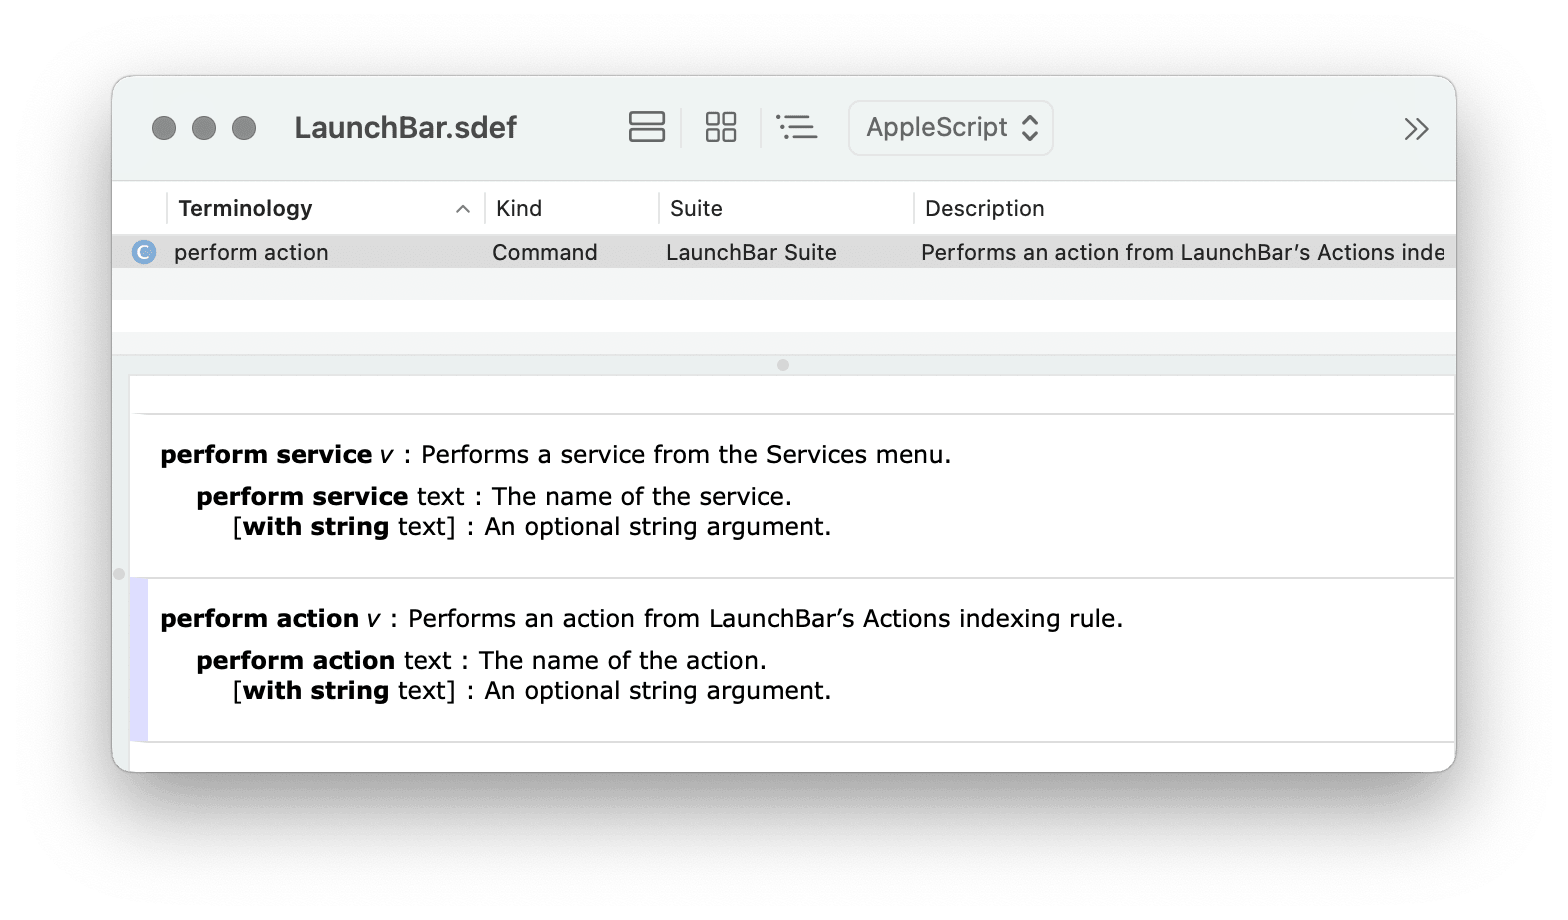 LaunchBar.sdef
AppleScript
Terminology Kind Suite Description
C perform action Command LaunchBar Suite Performs an action from LaunchBar’s Actions inde
perform service v : Performs a service from the Services menu.
perform service text : The name of the service.
[with string text] : An optional string argument.
perform action v : Performs an action from LaunchBar’s Actions indexing rule.
perform action text : The name of the action.
[with string text] : An optional string argument.